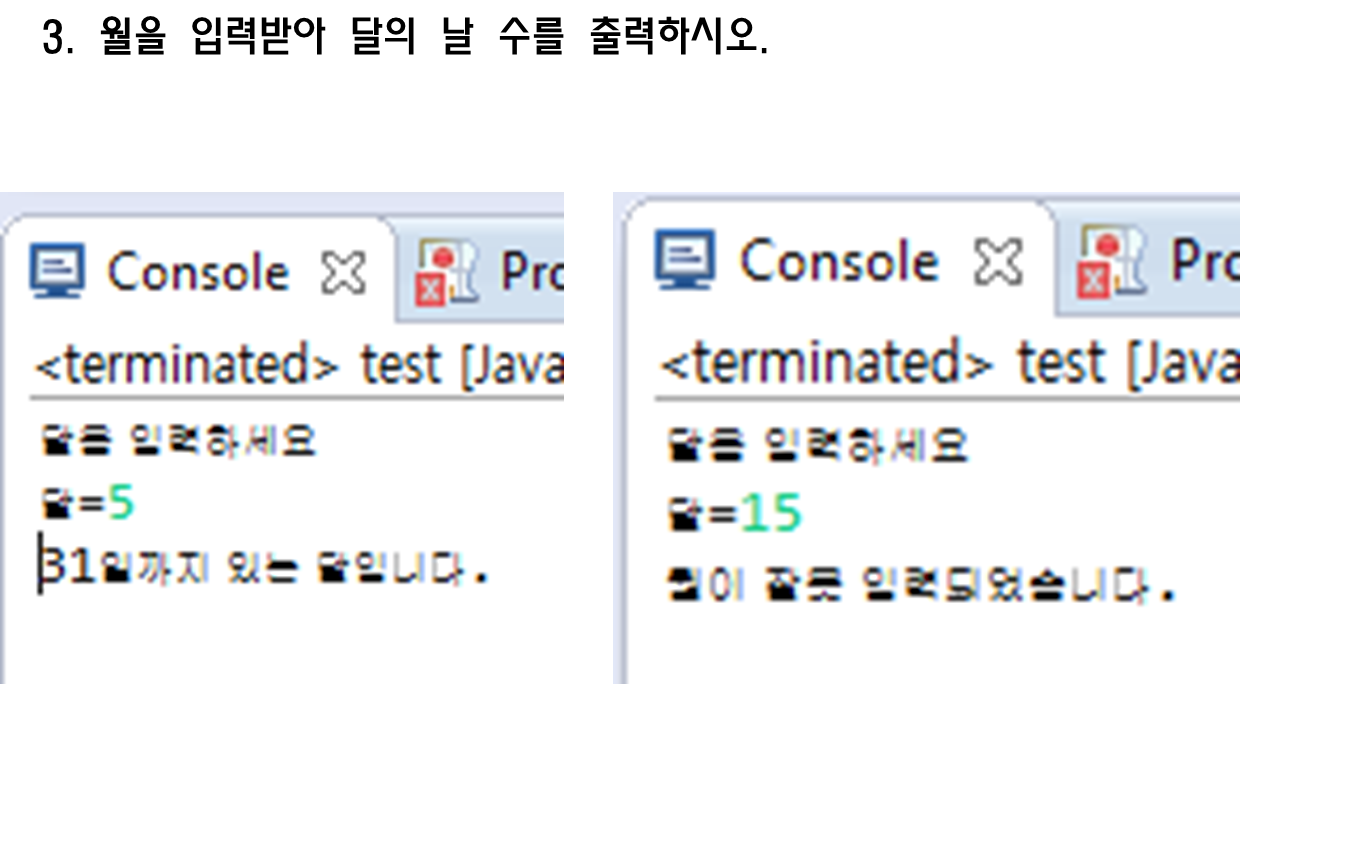 3. 월을 입력받아 달의 날 수를 출력하시오.
Console Pro
<terminated> test [Java
달을 입력하세요
달=5
31일까지 있는 달입니다.
Console Pro
<terminated> test [Java
달을 입력하세요
달=15
월이 잘못 입력되었습니다.